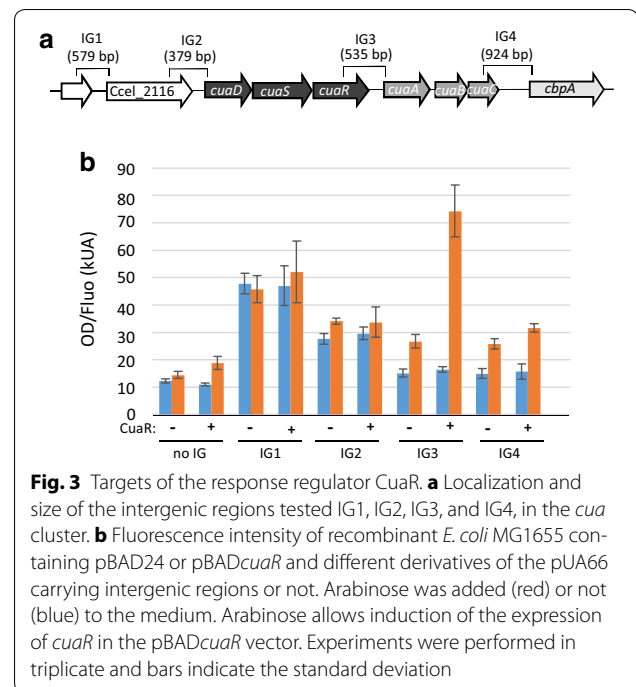 a
IG1
(579 bp)
IG2
(379 bp)
IG3
(535 bp)
IG4
(924 bp)
Ccel_2116
cuaD
cuaS
cuaR
cuaA
cuaB
cuaC
cbpA
b
OD/Fluo (kUA)
90
80
70
60
50
40
30
20
10
0
CuaR: - + - + - + - + - +
no IG IG1 IG2 IG3 IG4
Fig. 3 Targets of the response regulator CuaR. a Localization and
size of the intergenic regions tested IG1, IG2, IG3, and IG4, in the cua
cluster. b Fluorescence intensity of recombinant E. coli MG1655 con-
taining pBAD24 or pBADcuaR and different derivatives of the pUA66
carrying intergenic regions or not. Arabinose was added (red) or not
(blue) to the medium. Arabinose allows induction of the expression
of cuaR in the pBADcuaR vector. Experiments were performed in
triplicate and bars indicate the standard deviation